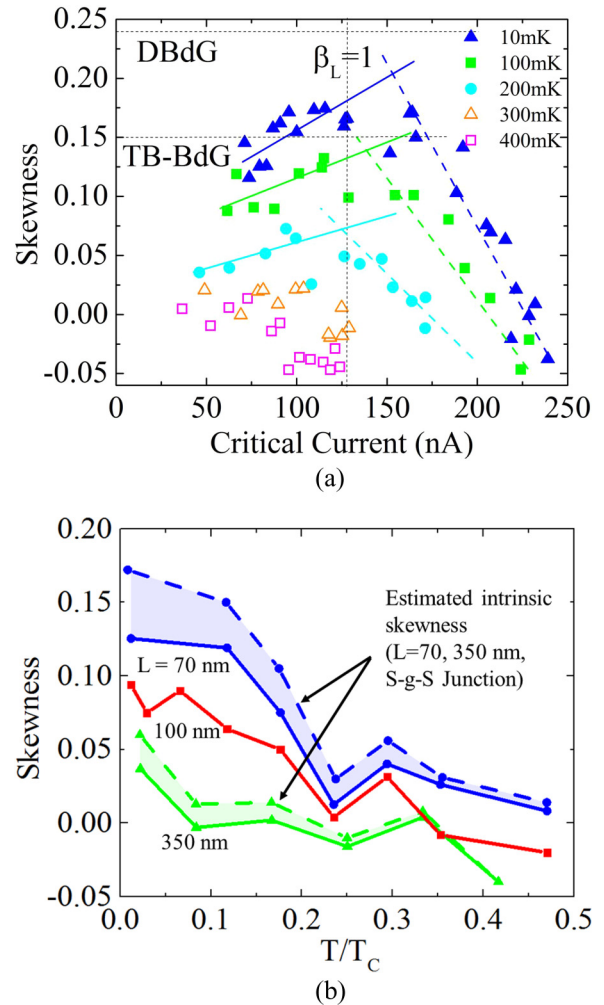 (a)
0.25
0.20
0.15
0.10
0.05
0.00
-0.05
Skewness
DBdG
TB-BdG
β_L=1
10mK
100mK
200mK
300mK
400mK
0
50
100
150
200
250
Critical Current (nA)
(a)
0.20
0.15
0.10
0.05
0.00
-0.05
Skewness
Estimated intrinsic
skewness
(L=70, 350 nm,
S-g-S Junction)
L = 70 nm
100 nm
350 nm
0.0
0.1
0.2
0.3
0.4
0.5
T/T_C
(b)